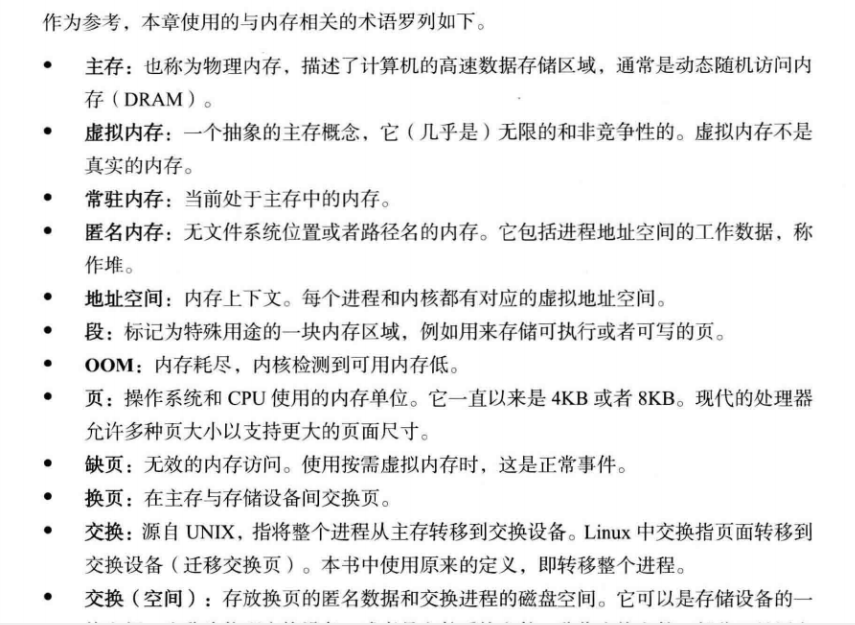 作为参考，本章使用的与内存相关的术语罗列如下。
• 主存：也称为物理内存，描述了计算机的高速数据存储区域，通常是动态随机访问内
存（DRAM）。
• 虚拟内存：一个抽象的主存概念，它（几乎是）无限的和非竞争性的。虚拟内存不是
真实的内存。
• 常驻内存：当前处于主存中的内存。
• 匿名内存：无文件系统位置或者路径名的内存。它包括进程地址空间的工作数据，称
作堆。
• 地址空间：内存上下文。每个进程和内核都有对应的虚拟地址空间。
• 段：标记为特殊用途的一块内存区域，例如用来存储可执行或者可写的页。
• OOM：内存耗尽，内核检测到可用内存低。
• 页：操作系统和 CPU 使用的内存单位。它一直以来是 4KB 或者 8KB。现代的处理器
允许多种页大小以支持更大的页面尺寸。
• 缺页：无效的内存访问。使用按需虚拟内存时，这是正常事件。
• 换页：在主存与存储设备间交换页。
• 交换：源自 UNIX，指将整个进程从主存转移到交换设备。Linux 中交换指页面转移到
交换设备（迁移交换页）。本书中使用原来的定义，即转移整个进程。
• 交换（空间）：存放换页的匿名数据和交换进程的磁盘空间。它可以是存储设备的一